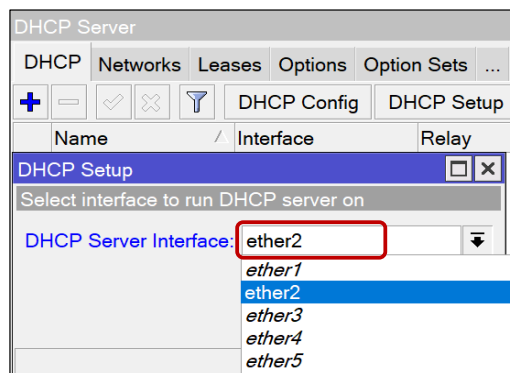 DHCP Server
DHCP Networks Leases Options Option Sets ...
DHCP Config DHCP Setup
Name Interface Relay
DHCP Setup
Select interface to run DHCP server on
DHCP Server Interface: ether2
ether1
ether2
ether3
ether4
ether5